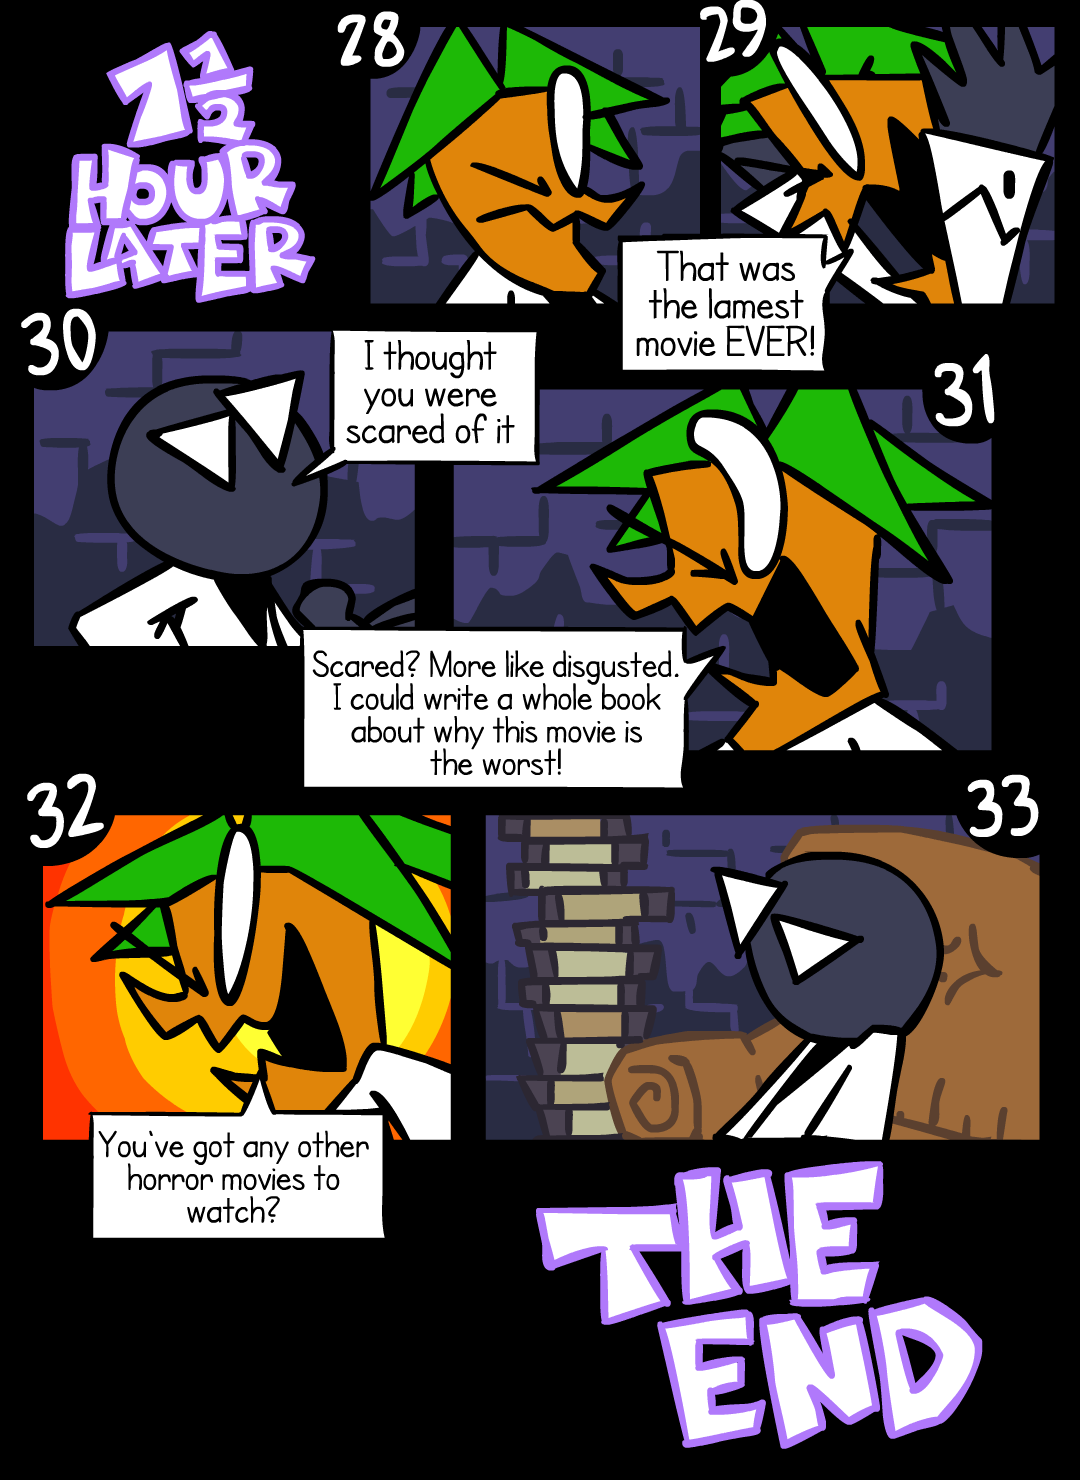 1 1/2
HOUR
LATER
28
29
That was
the lamest
movie EVER!
30
I thought
you were
scared of it
31
Scared? More like disgusted.
I could write a whole book
about why this movie is
the worst!
32
You've got any other
horror movies to
watch?
33
THE
END